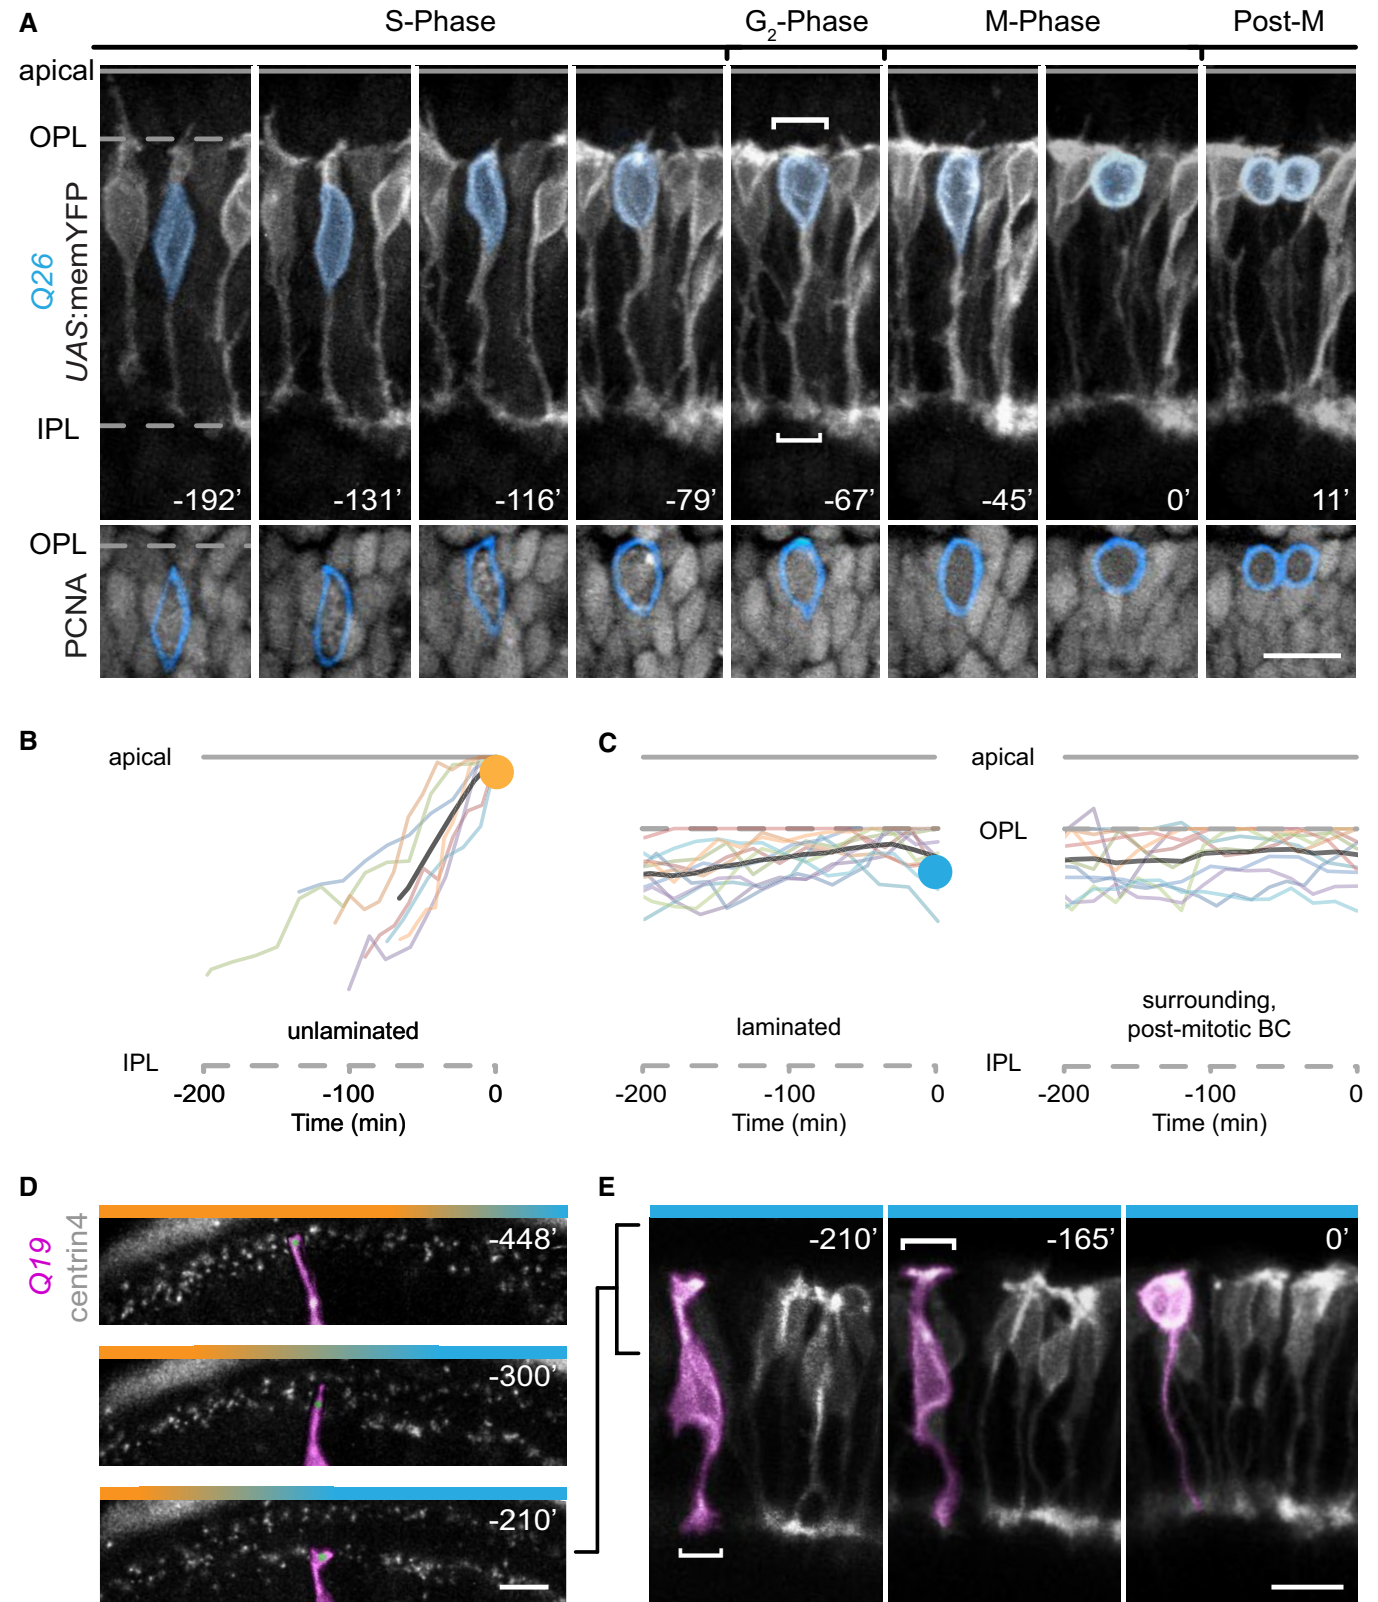 A
S-Phase
G2-Phase
M-Phase
Post-M
apical
OPL
Q26
UAS:memYFP
IPL
-192’
-131’
-116’
-79’
-67’
-45’
0’
11’
OPL
PCNA
B
apical
unlaminated
IPL
-200
-100
0
Time (min)
C
apical
OPL
laminated
surrounding,
post-mitotic BC
IPL
-200
-100
0
Time (min)
-200
-100
0
Time (min)
D
Q19
centrin4
-448’
-300’
-210’
E
-210’
-165’
0’